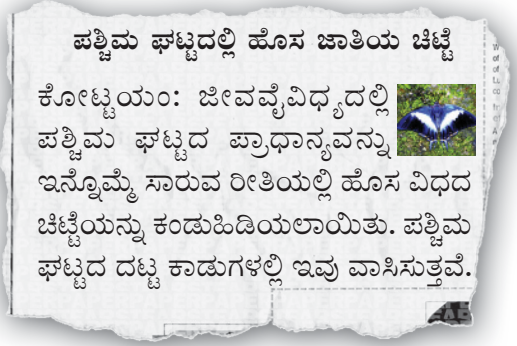 ಪಶ್ಚಿಮ ಘಟ್ಟದಲ್ಲಿ ಹೊಸ ಜಾತಿಯ ಚಿಟ್ಟೆ
ಕೋಟ್ಟಯಂ: ಜೀವವೈವಿಧ್ಯದಲ್ಲಿ
ಪಶ್ಚಿಮ ಘಟ್ಟದ ಪ್ರಾಧಾನ್ಯವನ್ನು
ಇನ್ನೊಮ್ಮೆ ಸಾರುವ ರೀತಿಯಲ್ಲಿ ಹೊಸ ವಿಧದ
ಚಿಟ್ಟೆಯನ್ನು ಕಂಡುಹಿಡಿಯಲಾಯಿತು. ಪಶ್ಚಿಮ
ಘಟ್ಟದ ದಟ್ಟ ಕಾಡುಗಳಲ್ಲಿ ಇವು ವಾಸಿಸುತ್ತವೆ.